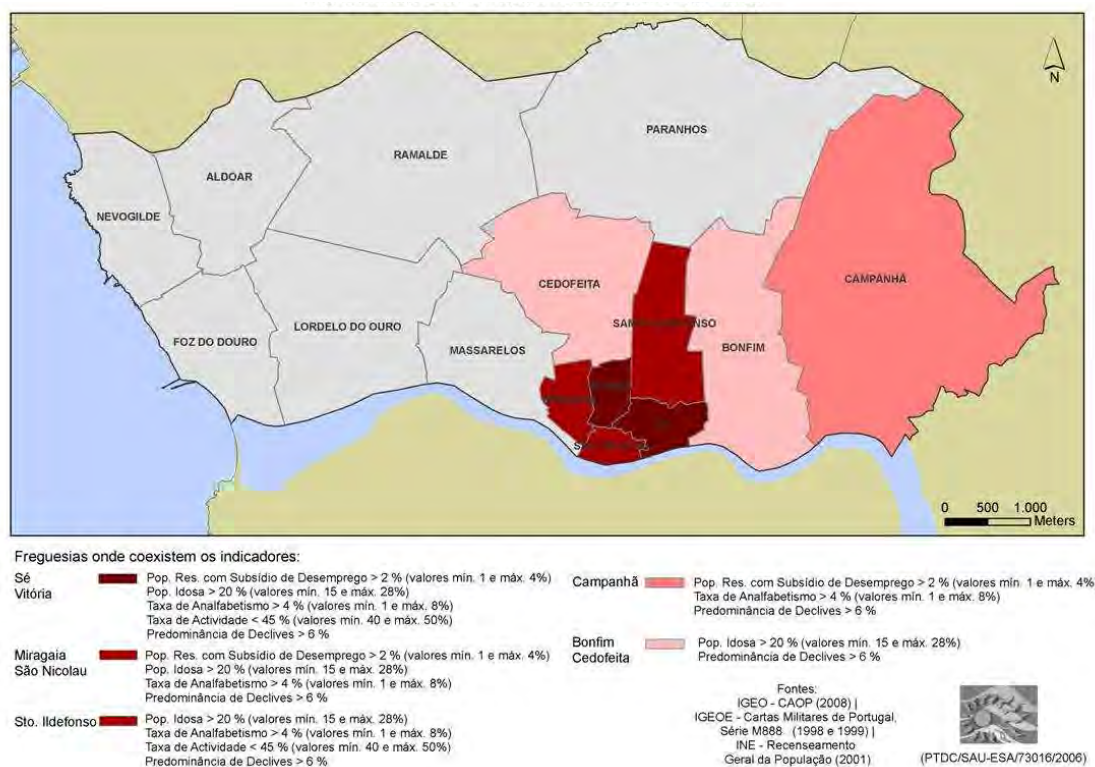 N
PARANHOS
RAMALDE
ALDOAR
NEVOGILDE
CEDOFEITA
CAMPANHÃ
LORDELO DO OURO
FOZ DO DOURO
MASSARELOS
BONFIM
0 500 1.000
Meters
Freguesias onde coexistem os indicadores:
Sé
Vitória
Pop. Res. com Subsídio de Desemprego > 2 % (valores mín. 1 e máx. 4%)
Pop. Idosa > 20 % (valores mín. 15 e máx. 28%)
Taxa de Analfabetismo > 4 % (valores mín. 1 e máx. 8%)
Taxa de Actividade < 45 % (valores mín. 40 e máx. 50%)
Predominância de Declives > 6 %
Miragaia
São Nicolau
Pop. Res. com Subsídio de Desemprego > 2 % (valores mín. 1 e máx. 4%)
Pop. Idosa > 20 % (valores mín. 15 e máx. 28%)
Taxa de Analfabetismo > 4 % (valores mín. 1 e máx. 8%)
Predominância de Declives > 6 %
Sto. Ildefonso
Pop. Idosa > 20 % (valores mín. 15 e máx. 28%)
Taxa de Analfabetismo > 4 % (valores mín. 1 e máx. 8%)
Taxa de Actividade < 45 % (valores mín. 40 e máx. 50%)
Predominância de Declives > 6 %
Campanhã
Pop. Res. com Subsídio de Desemprego > 2 % (valores mín. 1 e máx. 4%
Taxa de Analfabetismo > 4 % (valores mín. 1 e máx. 8%)
Predominância de Declives > 6 %
Bonfim
Cedofeita
Pop. Idosa > 20 % (valores mín. 15 e máx. 28%)
Predominância de Declives > 6 %
Fontes:
IGEO - CAOP (2008) |
IGEOE - Cartas Militares de Portugal,
Série M888 (1998 e 1999) |
INE - Recenseamento
Geral da População (2001)
(PTDC/SAU-ESA/73016/2006)